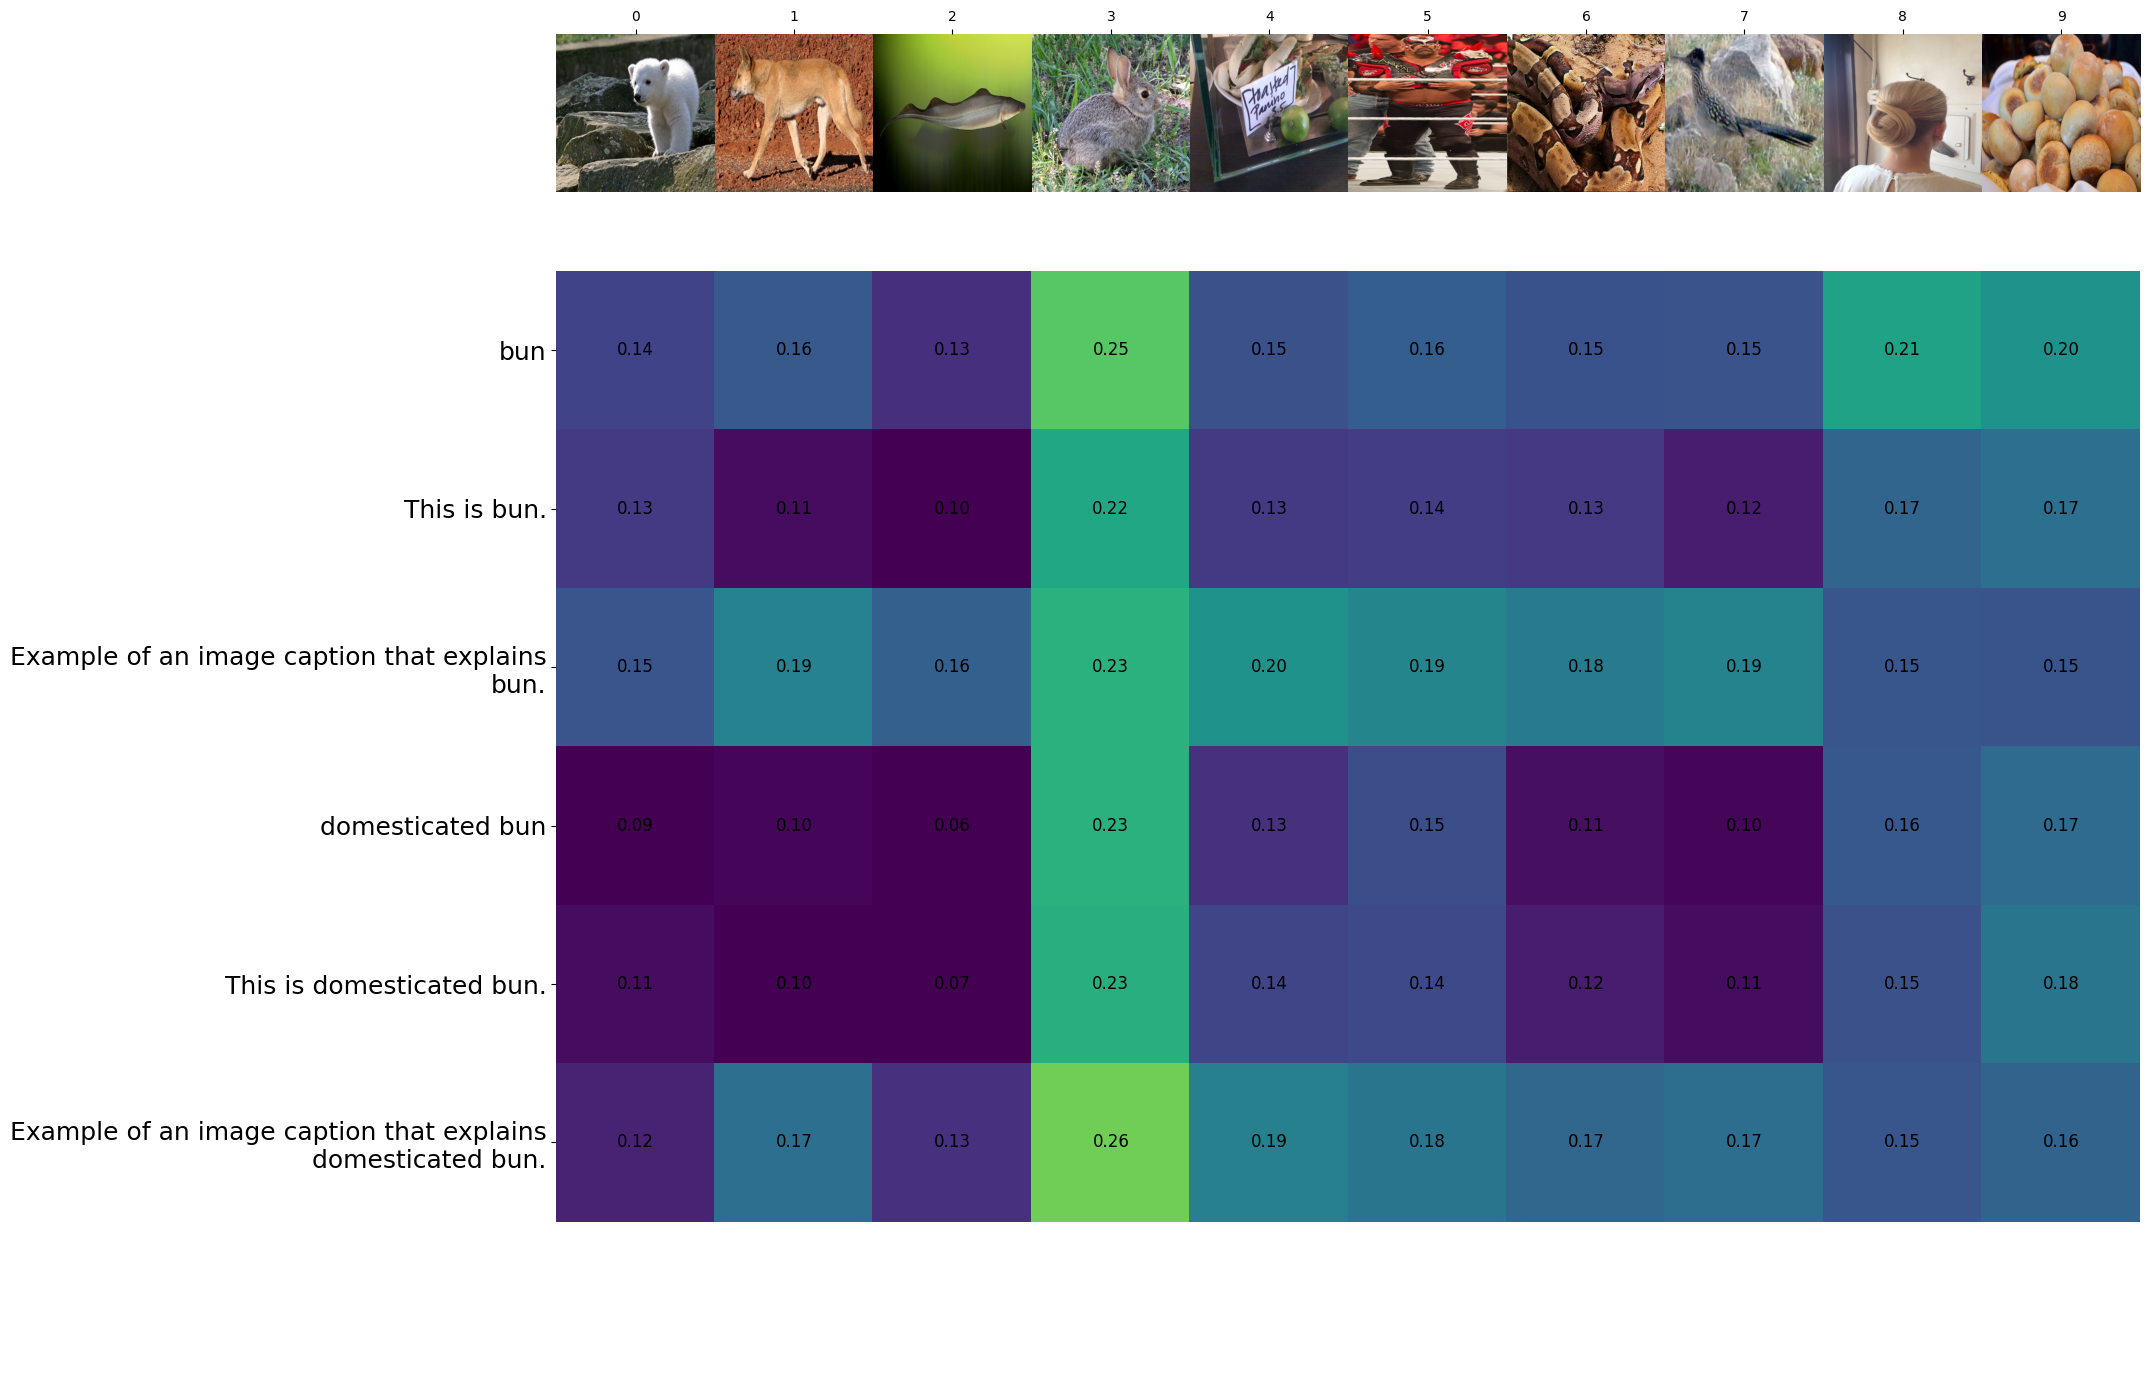 0 1 2 3 4 5 6 7 8 9
bun 0.14 0.16 0.13 0.25 0.15 0.16 0.15 0.15 0.21 0.20
This is bun. 0.13 0.11 0.10 0.22 0.13 0.14 0.13 0.12 0.17 0.17
Example of an image caption that explains
bun. 0.15 0.19 0.16 0.23 0.20 0.19 0.18 0.19 0.15 0.15
domesticated bun 0.09 0.10 0.06 0.23 0.13 0.15 0.11 0.10 0.16 0.17
This is domesticated bun. 0.11 0.10 0.07 0.23 0.14 0.14 0.12 0.11 0.15 0.18
Example of an image caption that explains
domesticated bun. 0.12 0.17 0.13 0.26 0.19 0.18 0.17 0.17 0.15 0.16